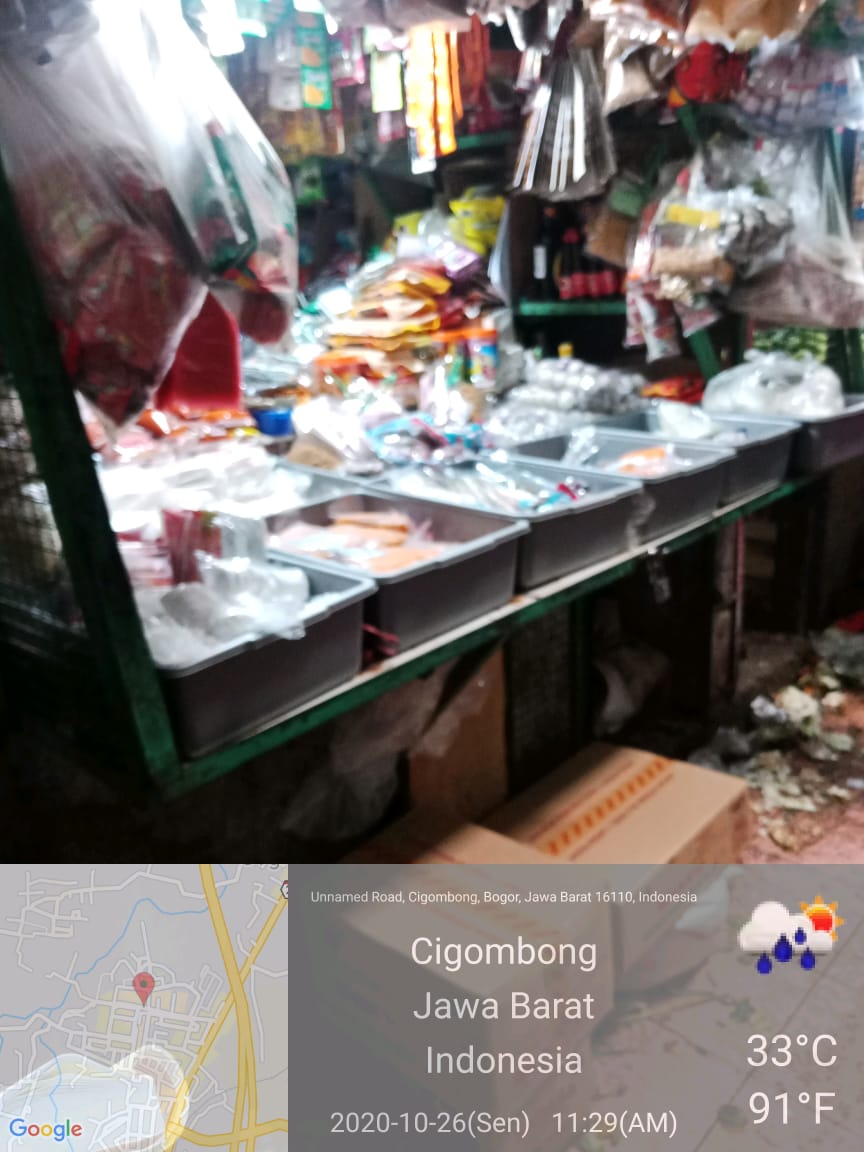 Unnamed Road, Cigombong, Bogor, Jawa Barat 16110, Indonesia
Cigombong
Jawa Barat
Indonesia
33°C
91°F
2020-10-26(Sen) 11:29(AM)
Google